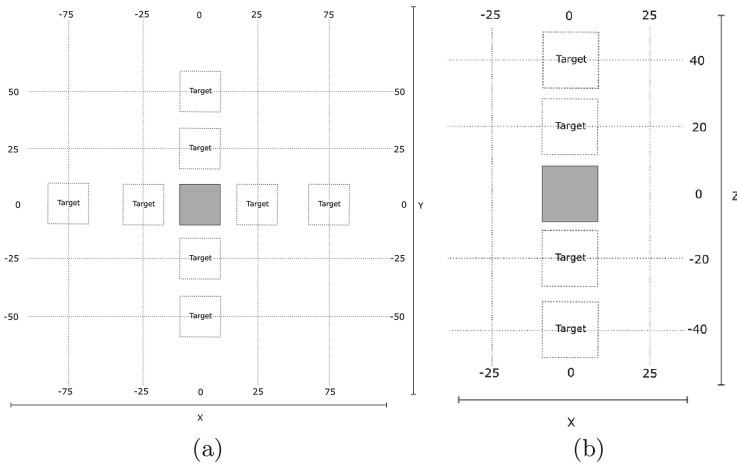 -75 -25 0 25 75
50 Target 50
25 Target 25
0 Target Target Target Target 0 Y
-25 Target -25
-50 Target -50
-75 -25 0 25 75
X
(a)
-25 0 25
Target 40
Target 20
0 Z
Target -20
Target -40
-25 0 25
X
(b)